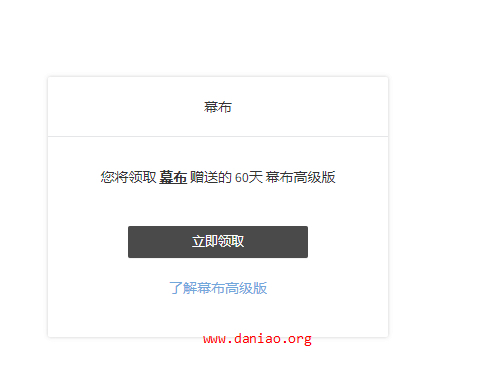 幕布
您将领取 幕布 赠送的 60天 幕布高级版
立即领取
了解幕布高级版
www.daniao.org